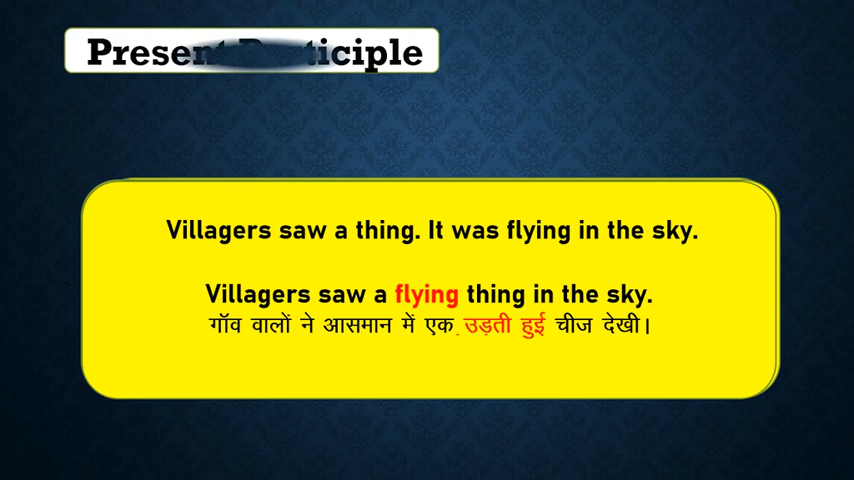 Present Participle
Villagers saw a thing. It was flying in the sky.
Villagers saw a flying thing in the sky.
गॉव वालों ने आसमान में एक उड़ती हुई चीज देखी।